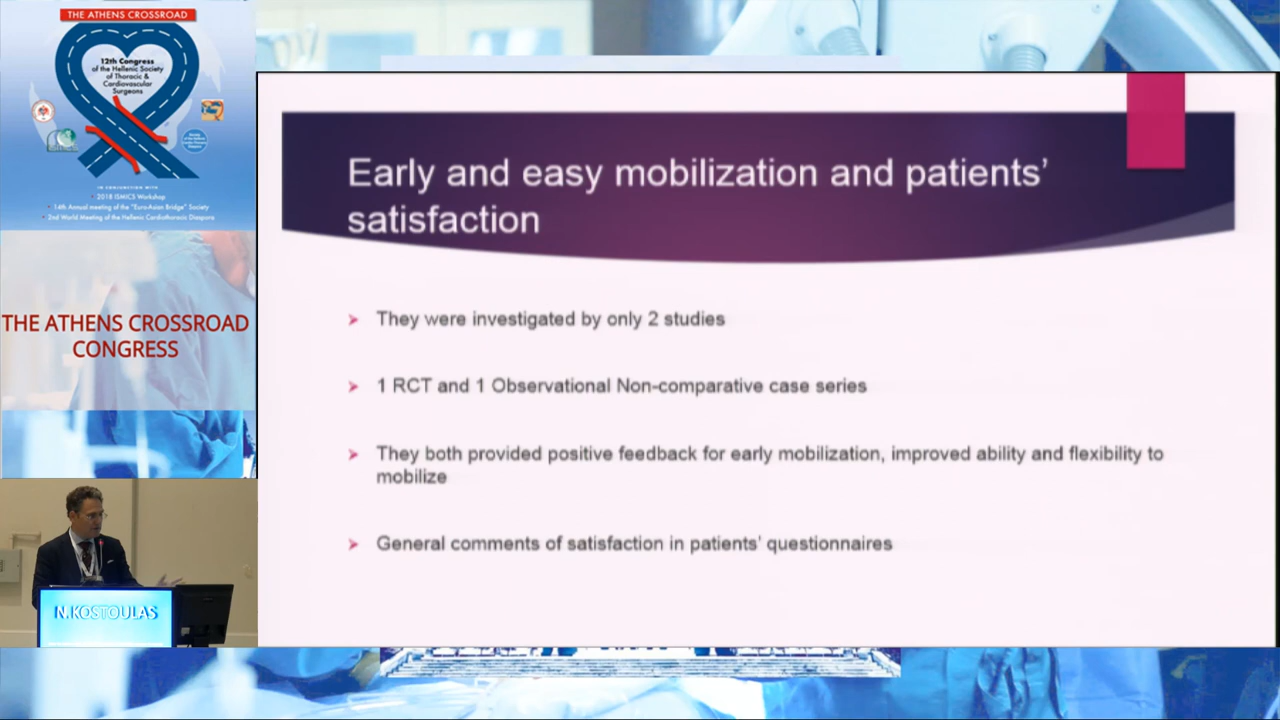 THE ATHENS CROSSROAD
12th Congress
of the Hellenic Society
of Thoracic &
Cardiovascular
Surgeons
IN CONJUNCTION WITH
• 2018 ISMICS Workshop
• 14th Annual meeting of the "Euro-Asian Bridge" Society
• 2nd World Meeting of the Hellenic Cardiothoracic Diaspora
THE ATHENS CROSSROAD
CONGRESS
N.KOSTOULAS
Early and easy mobilization and patients'
satisfaction
They were investigated by only 2 studies
1 RCT and 1 Observational Non-comparative case series
They both provided positive feedback for early mobilization, improved ability and flexibility to
mobilize
General comments of satisfaction in patients' questionnaires